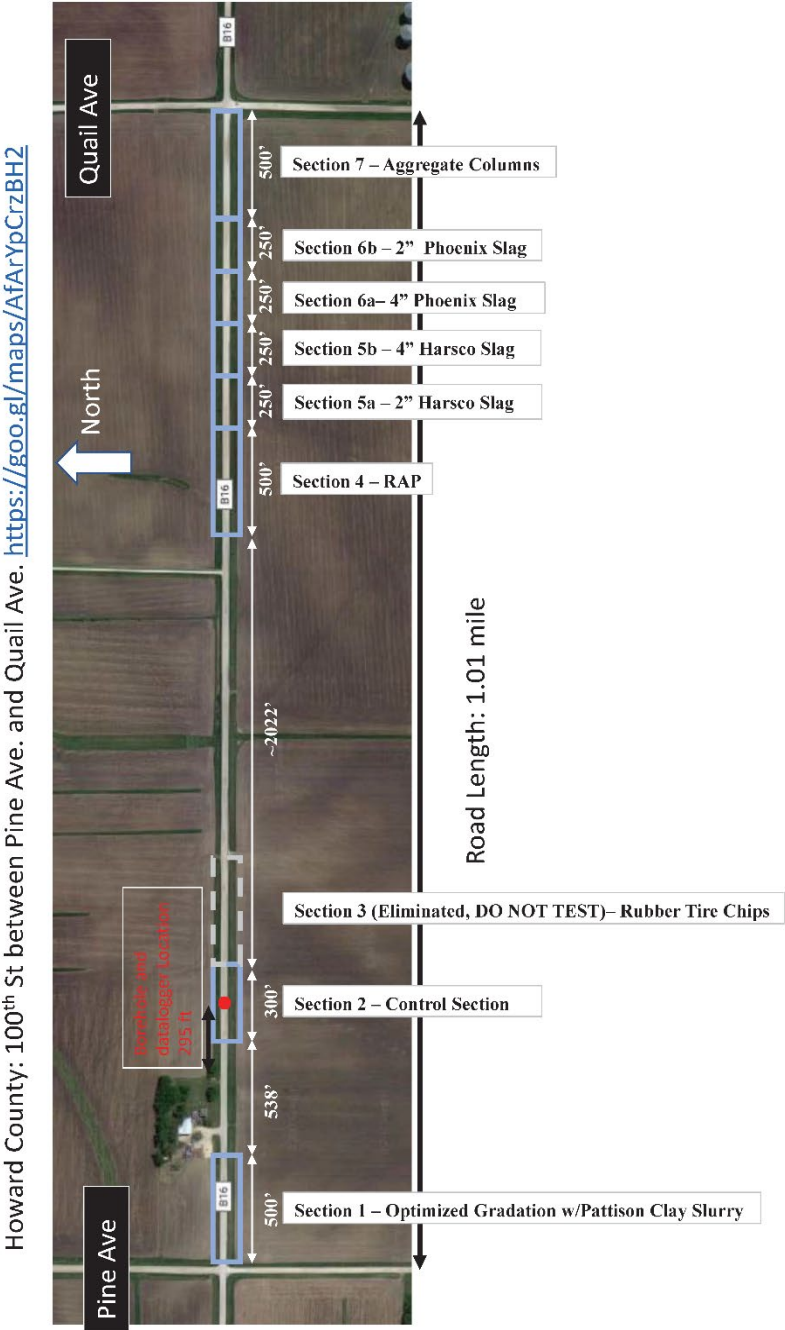 Howard County: 100th St between Pine Ave. and Quail Ave. https://goo.gl/maps/AfArYpCrzBH2
Quail Ave
B16
500’
Section 7 – Aggregate Columns
250’
Section 6b – 2” Phoenix Slag
250’
Section 6a– 4” Phoenix Slag
250’
Section 5b – 4” Harsco Slag
250’
Section 5a – 2” Harsco Slag
North
500’
B16
Section 4 – RAP
~2022’
Road Length: 1.01 mile
Section 3 (Eliminated, DO NOT TEST)– Rubber Tire Chips
Borehole and
datalogger Location
295 ft
300’
Section 2 – Control Section
538’
B16
500’
Section 1 – Optimized Gradation w/Pattison Clay Slurry
Pine Ave